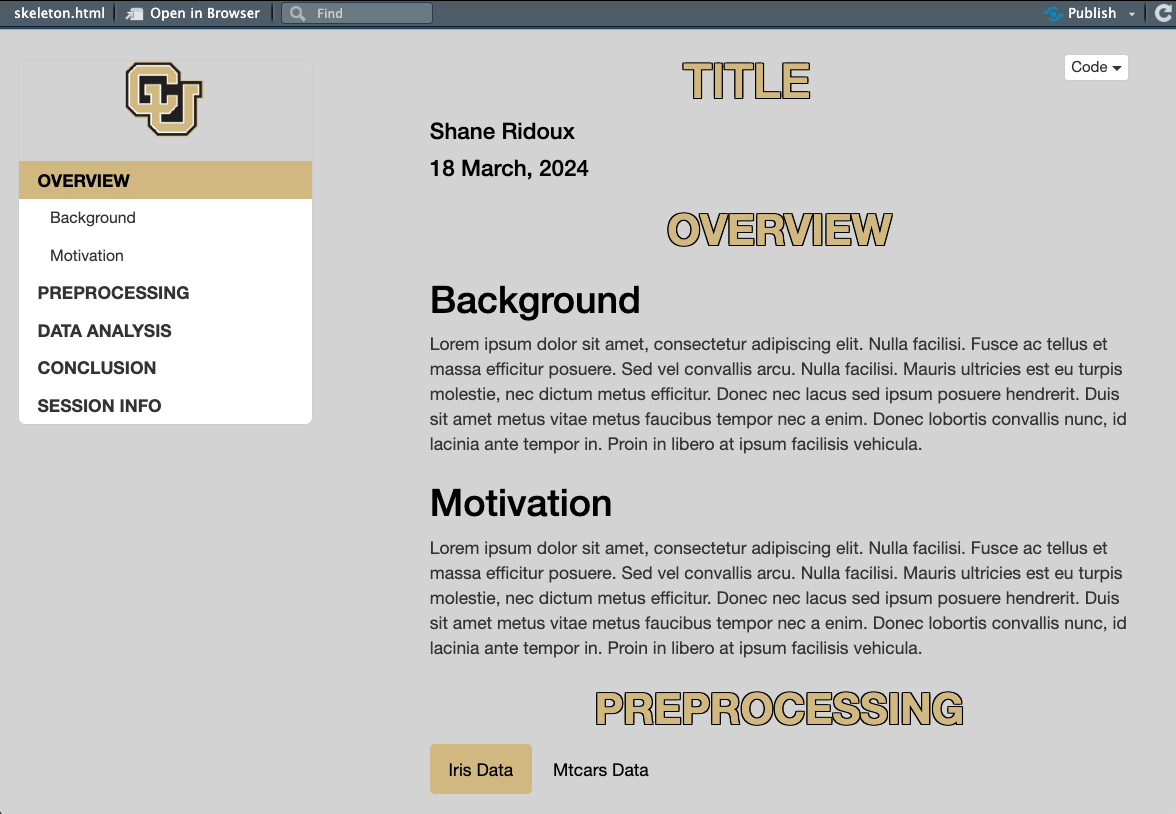 skeleton.html Open in Browser Find Publish
CU
OVERVIEW
Background
Motivation
PREPROCESSING
DATA ANALYSIS
CONCLUSION
SESSION INFO
TITLE
Code
Shane Ridoux
18 March, 2024
OVERVIEW
Background
Lorem ipsum dolor sit amet, consectetur adipiscing elit. Nulla facilisi. Fusce ac tellus et
massa efficitur posuere. Sed vel convallis arcu. Nulla facilisi. Mauris ultricies est eu turpis
molestie, nec dictum metus efficitur. Donec nec lacus sed ipsum posuere hendrerit. Duis
sit amet metus vitae metus faucibus tempor nec a enim. Donec lobortis convallis nunc, id
lacinia ante tempor in. Proin in libero at ipsum facilisis vehicula.
Motivation
Lorem ipsum dolor sit amet, consectetur adipiscing elit. Nulla facilisi. Fusce ac tellus et
massa efficitur posuere. Sed vel convallis arcu. Nulla facilisi. Mauris ultricies est eu turpis
molestie, nec dictum metus efficitur. Donec nec lacus sed ipsum posuere hendrerit. Duis
sit amet metus vitae metus faucibus tempor nec a enim. Donec lobortis convallis nunc, id
lacinia ante tempor in. Proin in libero at ipsum facilisis vehicula.
PREPROCESSING
Iris Data Mtcars Data